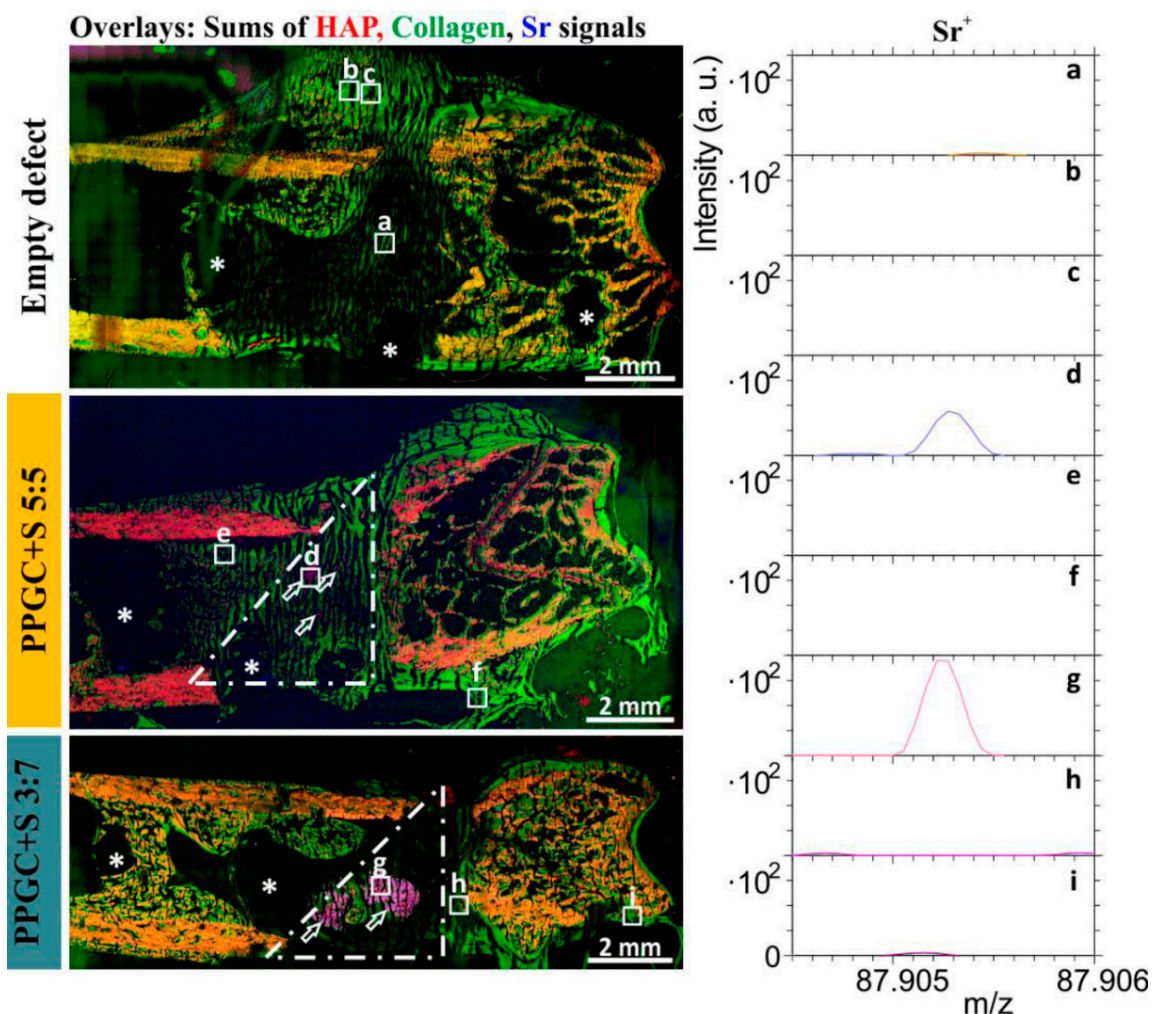 Overlays: Sums of HAP, Collagen, Sr signals
Empty defect
b c
a
*
*
*
2 mm
PPGC+S 5:5
e
d
*
*
f
2 mm
PPGC+S 3:7
*
*
g
h
i
2 mm
Sr⁺
Intensity (a. u.)
·10² a
·10² b
·10² c
·10² d
·10² e
·10² f
·10² g
·10² h
·10² i
0
87.905 87.906
m/z